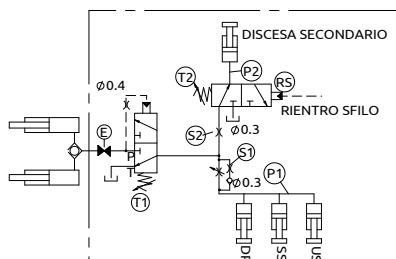 DISCESA SECONDARIO
T2
P2
RS
Ø0.4
RIENTRO SFILO
S2
Ø0.3
E
P
T
S1
Ø0.3
P1
T1